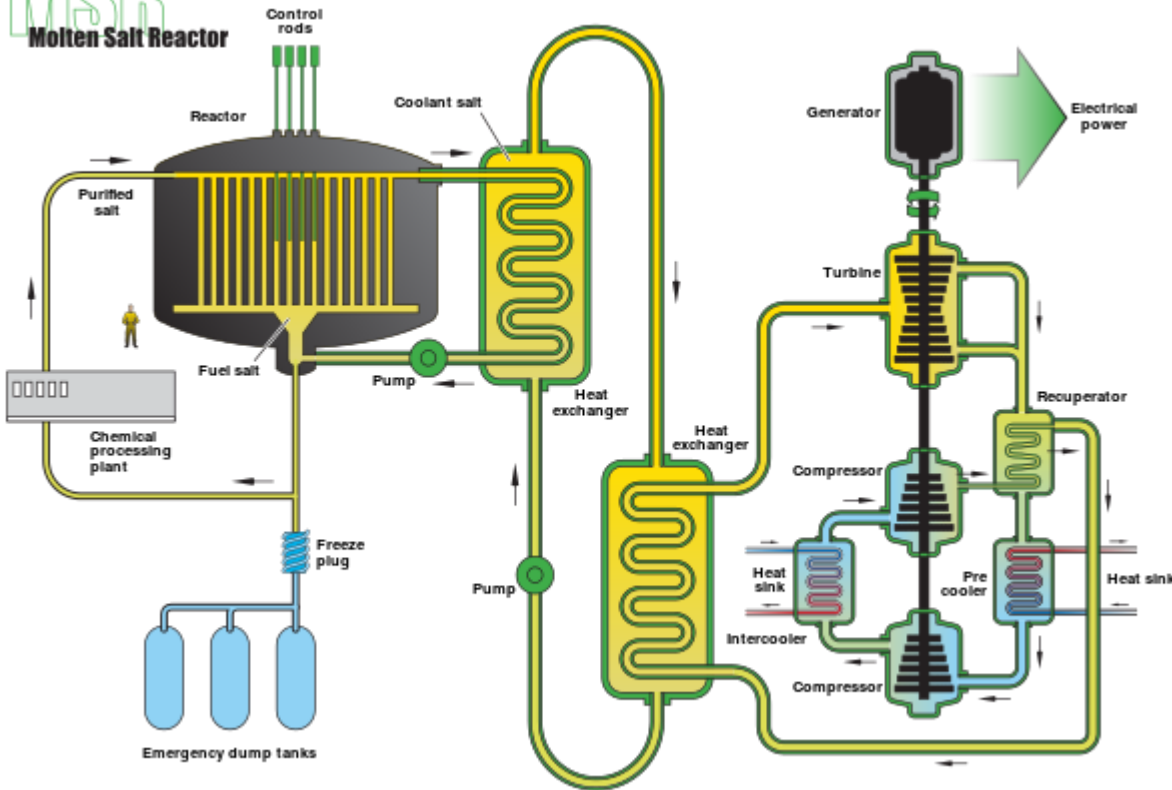 MSR
Molten Salt Reactor
Control
rods
Reactor
Coolant salt
Generator
Electrical
power
Purified
salt
Turbine
Fuel salt
Pump
Heat
exchanger
Recuperator
Chemical
processing
plant
Heat
exchanger
Compressor
Freeze
plug
Pump
Heat
sink
Pre
cooler
Heat sink
Intercooler
Compressor
Emergency dump tanks